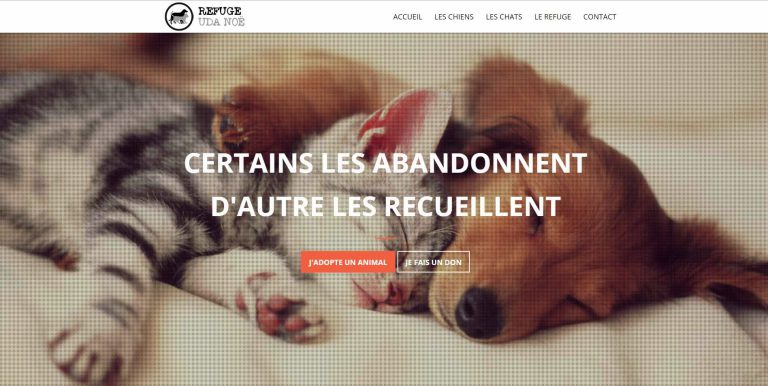 REFUGE
UDA NOÉ
ACCUEIL LES CHIENS LES CHATS LE REFUGE CONTACT
CERTAINS LES ABANDONNENT
D'AUTRE LES RECUEILLENT
J'ADOPTE UN ANIMAL JE FAIS UN DON